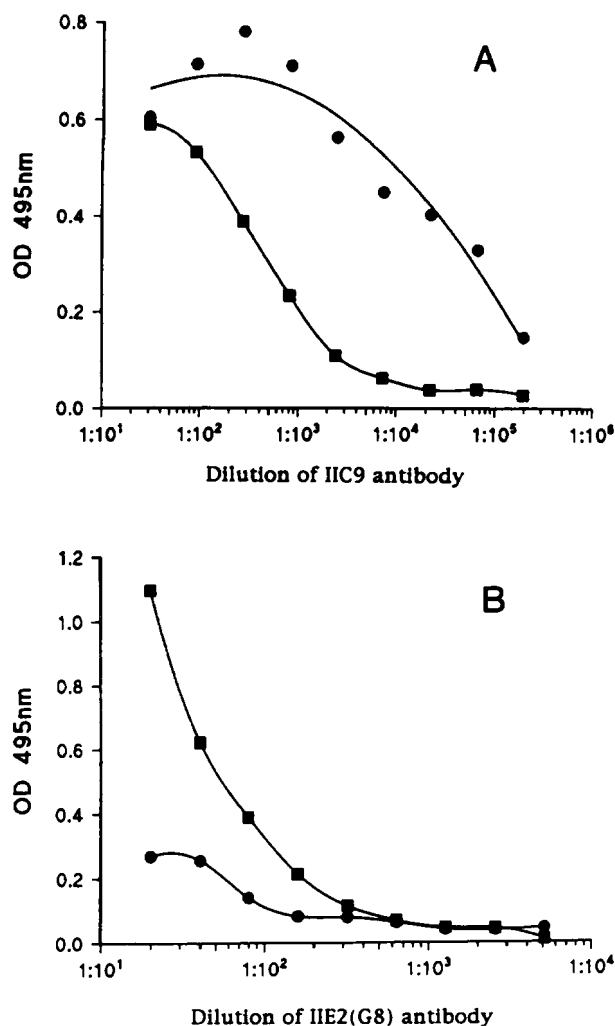 A
0.8
0.6
0.4
0.2
0.0
OD 495nm
1:10¹ 1:10² 1:10³ 1:10⁴ 1:10⁵ 1:10⁶
Dilution of IIC9 antibody
B
1.2
1.0
0.8
0.6
0.4
0.2
0.0
OD 495nm
1:10¹ 1:10² 1:10³ 1:10⁴
Dilution of IIE2(G8) antibody